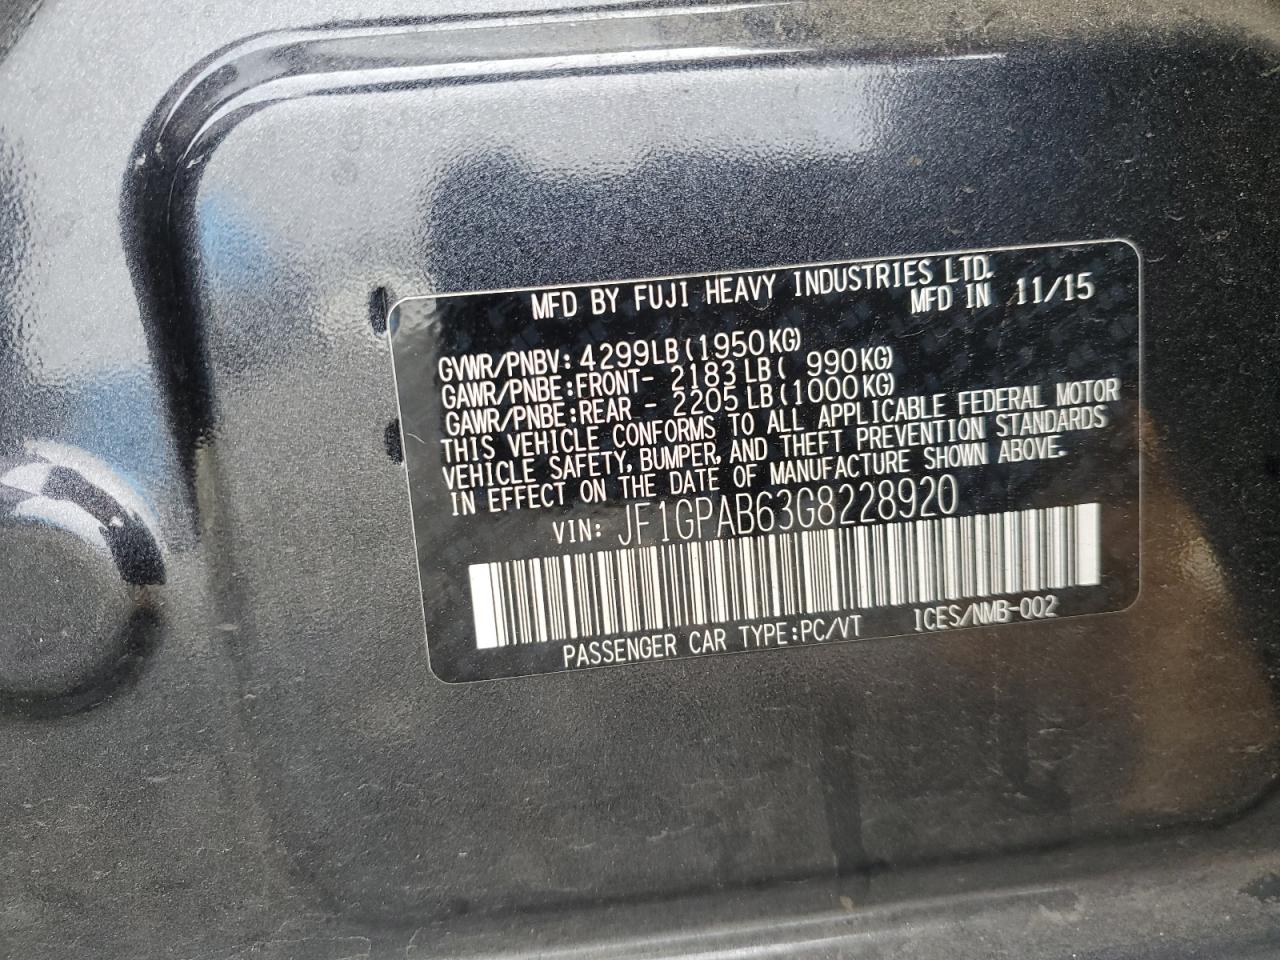 MFD BY FUJI HEAVY INDUSTRIES LTD.
MFD IN 11/15
GVWR/PNBV: 4299LB(1950KG)
GAWR/PNBE:FRONT- 2183LB( 990KG)
GAWR/PNBE:REAR - 2205LB(1000KG)
THIS VEHICLE CONFORMS TO ALL APPLICABLE FEDERAL MOTOR
VEHICLE SAFETY, BUMPER, AND THEFT PREVENTION STANDARDS
IN EFFECT ON THE DATE OF MANUFACTURE SHOWN ABOVE.
VIN: JF1GPAB63G8228920
PASSENGER CAR TYPE:PC/VT ICES/NMB-002